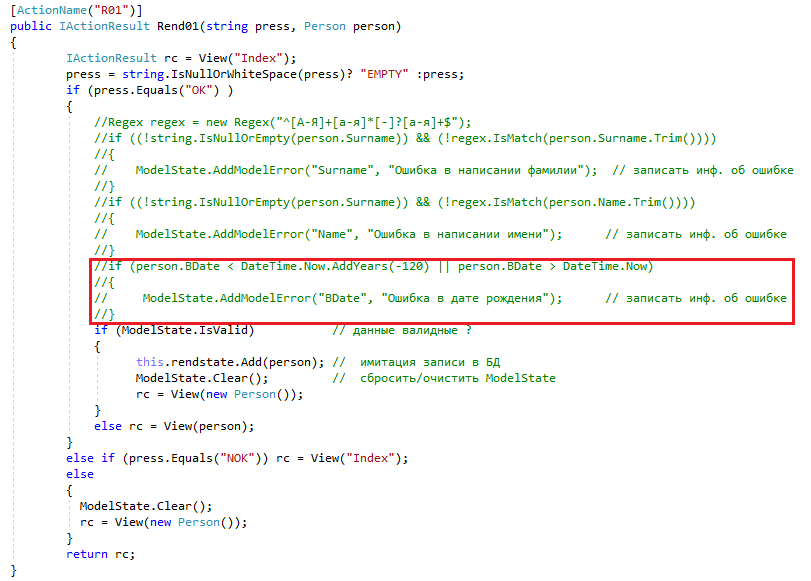 [ActionName("R01")]
public IActionResult Rend01(string press, Person person)
{
IActionResult rc = View("Index");
press = string.IsNullOrWhiteSpace(press)? "EMPTY" :press;
if (press.Equals("OK") )
{
//Regex regex = new Regex("^[А-Я]+[а-я]*[-]?[а-я]+$");
//if ((!string.IsNullOrEmpty(person.Surname)) && (!regex.IsMatch(person.Surname.Trim())))
//{
// ModelState.AddModelError("Surname", "Ошибка в написании фамилии"); // записать инф. об ошибке
//}
//if ((!string.IsNullOrEmpty(person.Surname)) && (!regex.IsMatch(person.Name.Trim())))
//{
// ModelState.AddModelError("Name", "Ошибка в написании имени"); // записать инф. об ошибке
//}
//if (person.BDate < DateTime.Now.AddYears(-120) || person.BDate > DateTime.Now)
//{
// ModelState.AddModelError("BDate", "Ошибка в дате рождения"); // записать инф. об ошибке
//}
if (ModelState.IsValid) // данные валидные ?
{
this.rendstate.Add(person); // имитация записи в БД
ModelState.Clear(); // сбросить/очистить ModelState
rc = View(new Person());
}
else rc = View(person);
}
else if (press.Equals("NOK")) rc = View("Index");
else
{
ModelState.Clear();
rc = View(new Person());
}
return rc;
}